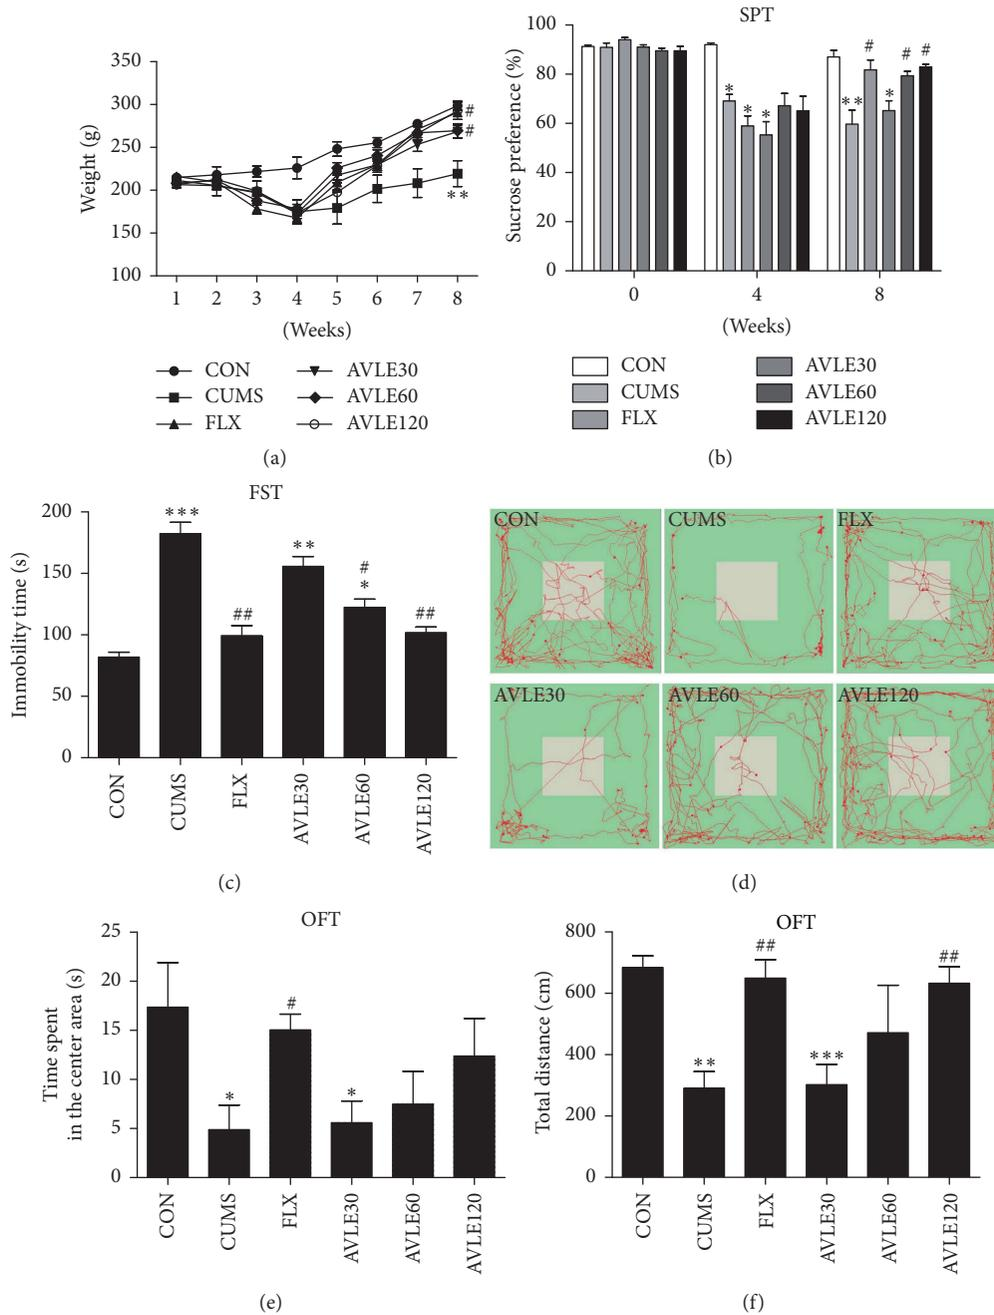 350
300
250
200
150
100
Weight (g)
#
#
**
1 2 3 4 5 6 7 8
(Weeks)
CON
CUMS
FLX
AVLE30
AVLE60
AVLE120
(a)
SPT
100
80
60
40
20
0
Sucrose preference (%)
* * *
** # * # #
0 4 8
(Weeks)
CON
CUMS
FLX
AVLE30
AVLE60
AVLE120
(b)
FST
200
150
100
50
0
Immobility time (s)
***
##
**
#
*
##
CON
CUMS
FLX
AVLE30
AVLE60
AVLE120
(c)
CON CUMS FLX
AVLE30 AVLE60 AVLE120
(d)
OFT
25
20
15
10
5
0
Time spent
in the center area (s)
*
#
*
CON
CUMS
FLX
AVLE30
AVLE60
AVLE120
(e)
OFT
800
600
400
200
0
Total distance (cm)
**
##
***
##
CON
CUMS
FLX
AVLE30
AVLE60
AVLE120
(f)